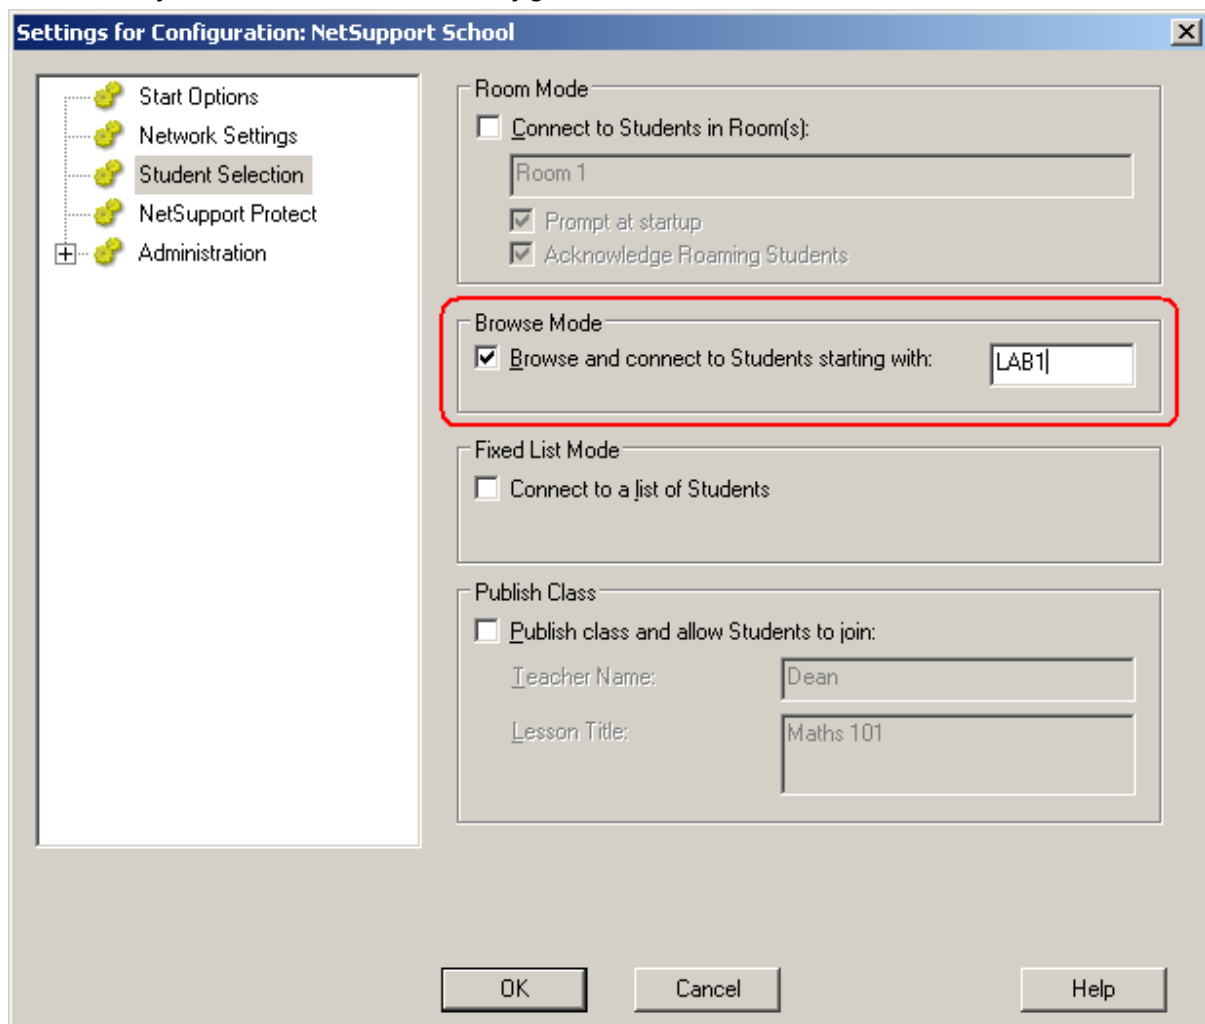 Settings for Configuration: NetSupport School
Start Options
Network Settings
Student Selection
NetSupport Protect
Administration
Room Mode
Connect to Students in Room(s):
Room 1
Prompt at startup
Acknowledge Roaming Students
Browse Mode
Browse and connect to Students starting with: LAB1
Fixed List Mode
Connect to a list of Students
Publish Class
Publish class and allow Students to join:
Teacher Name: Dean
Lesson Title: Maths 101
OK Cancel Help